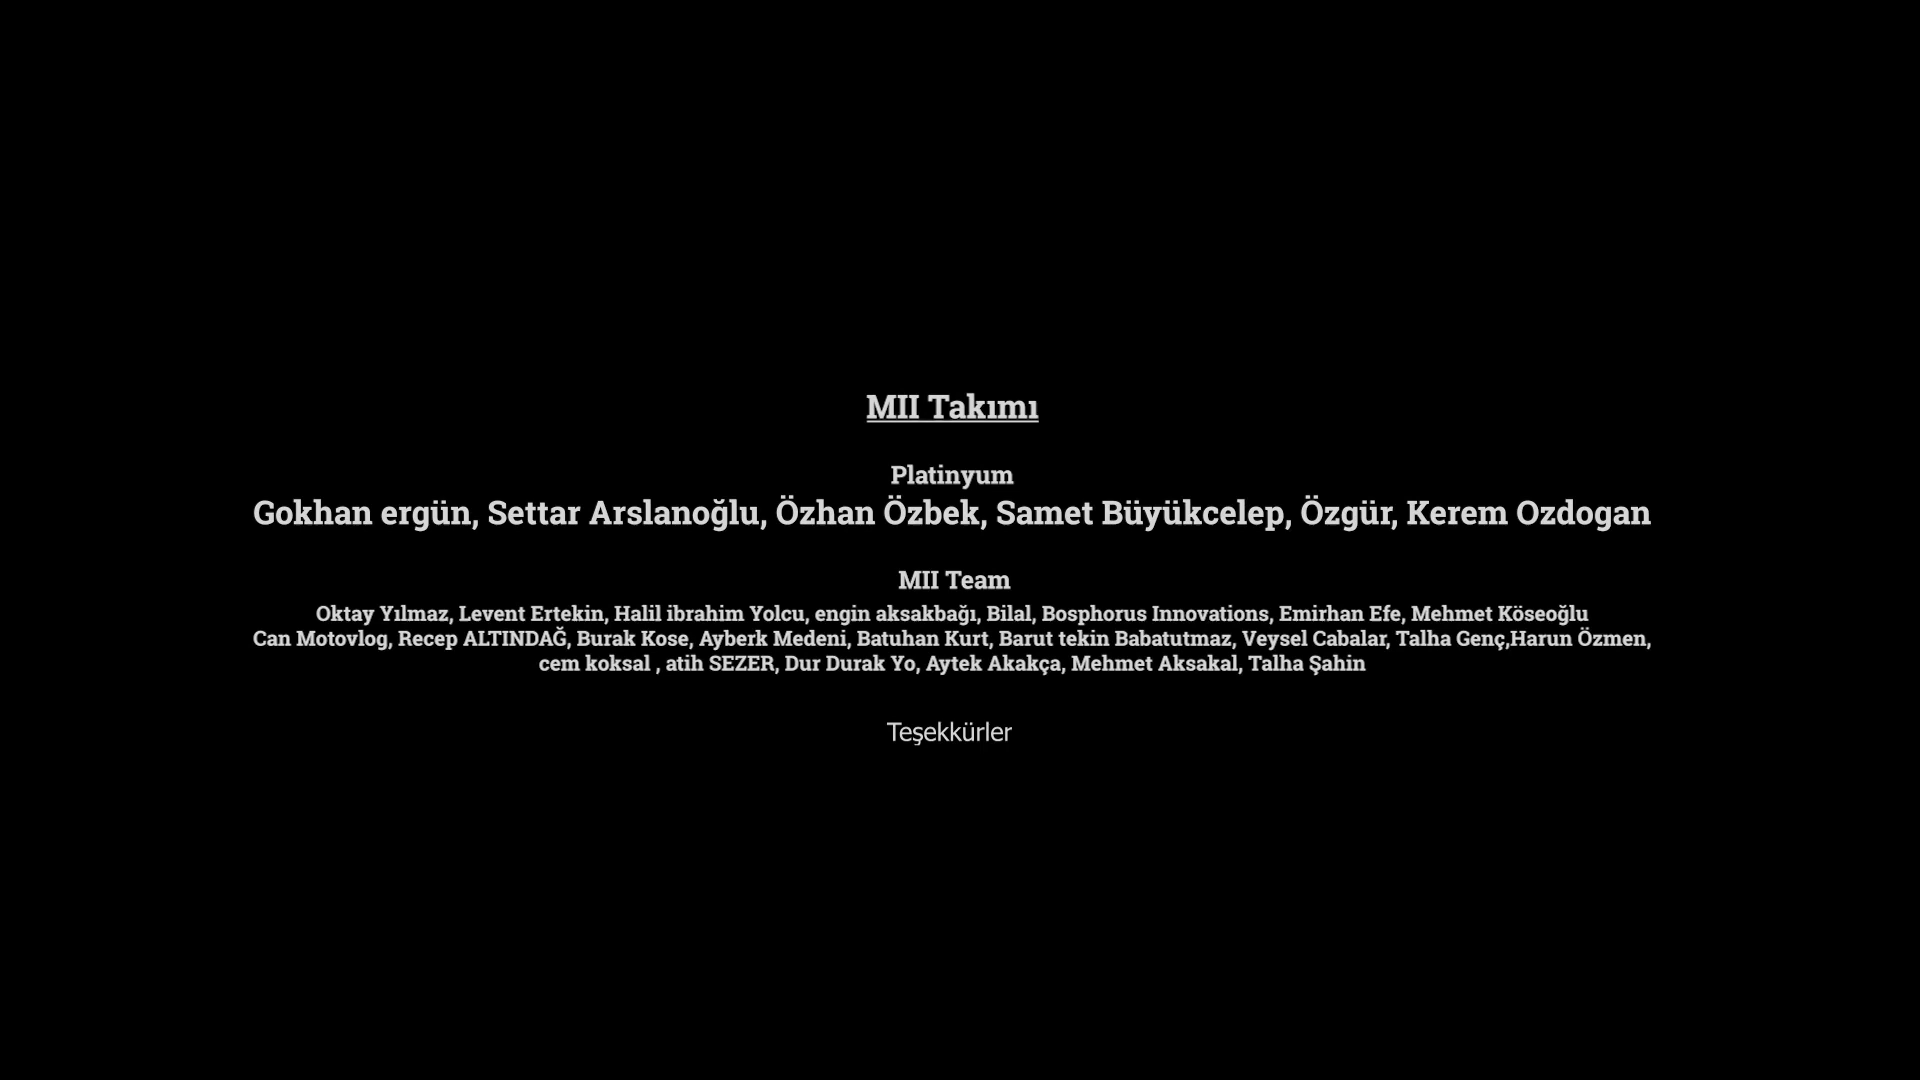 MII Takımı
Platinyum
Gokhan ergün, Settar Arslanoğlu, Özhan Özbek, Samet Büyükcelep, Özgür, Kerem Ozdogan
MII Team
Oktay Yılmaz, Levent Ertekin, Halil ibrahim Yolcu, engin aksakbağı, Bilal, Bosphorus Innovations, Emirhan Efe, Mehmet Köseoğlu
Can Motovlog, Recep ALTINDAĞ, Burak Kose, Ayberk Medeni, Batuhan Kurt, Barut tekin Babatutmaz, Veysel Cabalar, Talha Genç,Harun Özmen,
cem koksal , atih SEZER, Dur Durak Yo, Aytek Akakça, Mehmet Aksakal, Talha Şahin
Teşekkürler